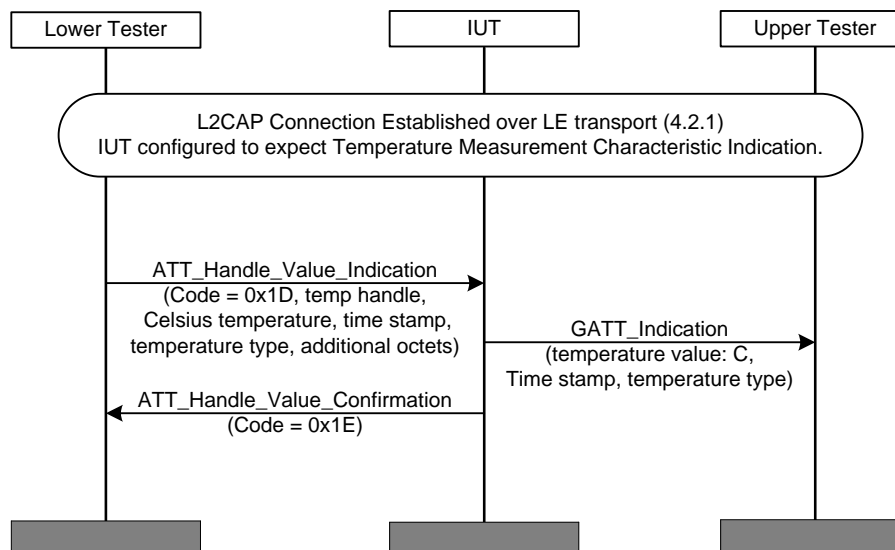 Lower Tester
IUT
Upper Tester
L2CAP Connection Established over LE transport (4.2.1)
IUT configured to expect Temperature Measurement Characteristic Indication.
ATT_Handle_Value_Indication
(Code = 0x1D, temp handle,
Celsius temperature, time stamp,
temperature type, additional octets)
GATT_Indication
(temperature value: C,
Time stamp, temperature type)
ATT_Handle_Value_Confirmation
(Code = 0x1E)